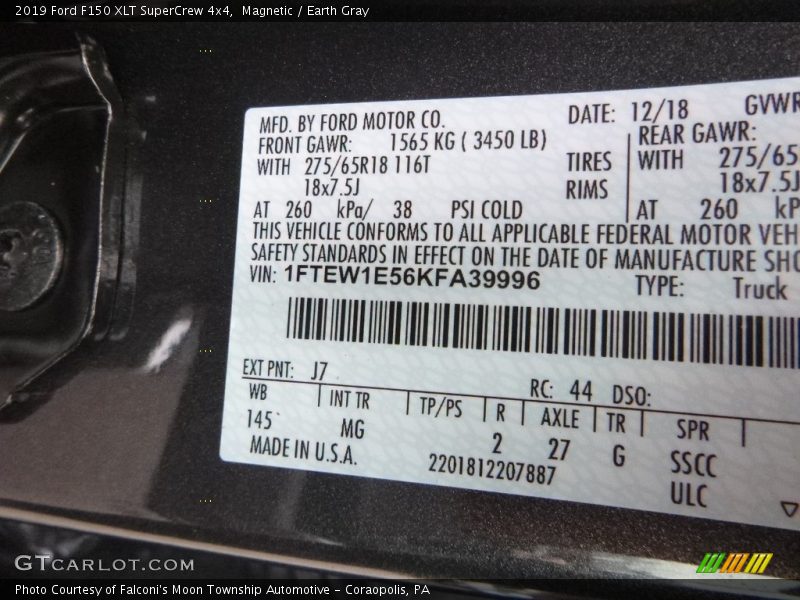 2019 Ford F150 XLT SuperCrew 4x4,  Magnetic / Earth Gray
MFD. BY FORD MOTOR CO. DATE: 12/18 GVWR
FRONT GAWR: 1565 KG ( 3450 LB) REAR GAWR:
WITH 275/65R18 116T TIRES WITH 275/65
18x7.5J RIMS 18x7.5J
AT 260 kPa/ 38 PSI COLD AT 260 kP
THIS VEHICLE CONFORMS TO ALL APPLICABLE FEDERAL MOTOR VEH
SAFETY STANDARDS IN EFFECT ON THE DATE OF MANUFACTURE SHO
VIN: 1FTEW1E56KFA39996 TYPE: Truck
EXT PNT: J7 RC: 44 DSO:
WB INT TR TP/PS R AXLE TR SPR
145 MG 2 27 G SSCC
MADE IN U.S.A. 2201812207887 ULC
GTCARLOT.COM
Photo Courtesy of Falconi's Moon Township Automotive - Coraopolis, PA